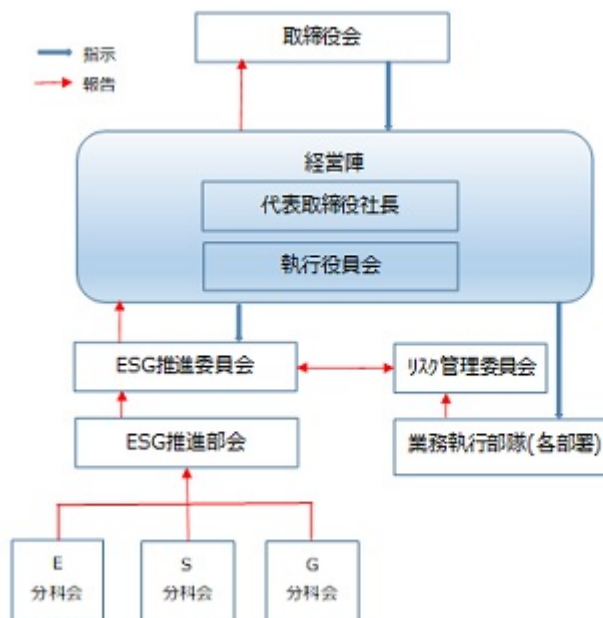 取締役会
指示
報告
経営陣
代表取締役社長
執行役員会
ESG推進委員会
リスク管理委員会
ESG推進部会
業務執行部隊(各部署)
E
分科会
S
分科会
G
分科会